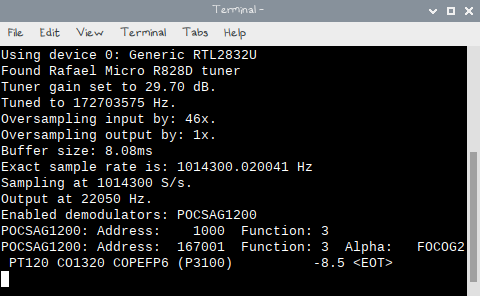 Terminal -
File Edit View Terminal Tabs Help
Using device 0: Generic RTL2832U
Found Rafael Micro R828D tuner
Tuner gain set to 29.70 dB.
Tuned to 172703575 Hz.
Oversampling input by: 46x.
Oversampling output by: 1x.
Buffer size: 8.08ms
Exact sample rate is: 1014300.020041 Hz
Sampling at 1014300 S/s.
Output at 22050 Hz.
Enabled demodulators: POCSAG1200
POCSAG1200: Address:    1000  Function: 3
POCSAG1200: Address:  167001  Function: 3  Alpha:   FOCOG2
 PT120 CO1320 COPEFP6 (P3100)          -8.5 <EOT>